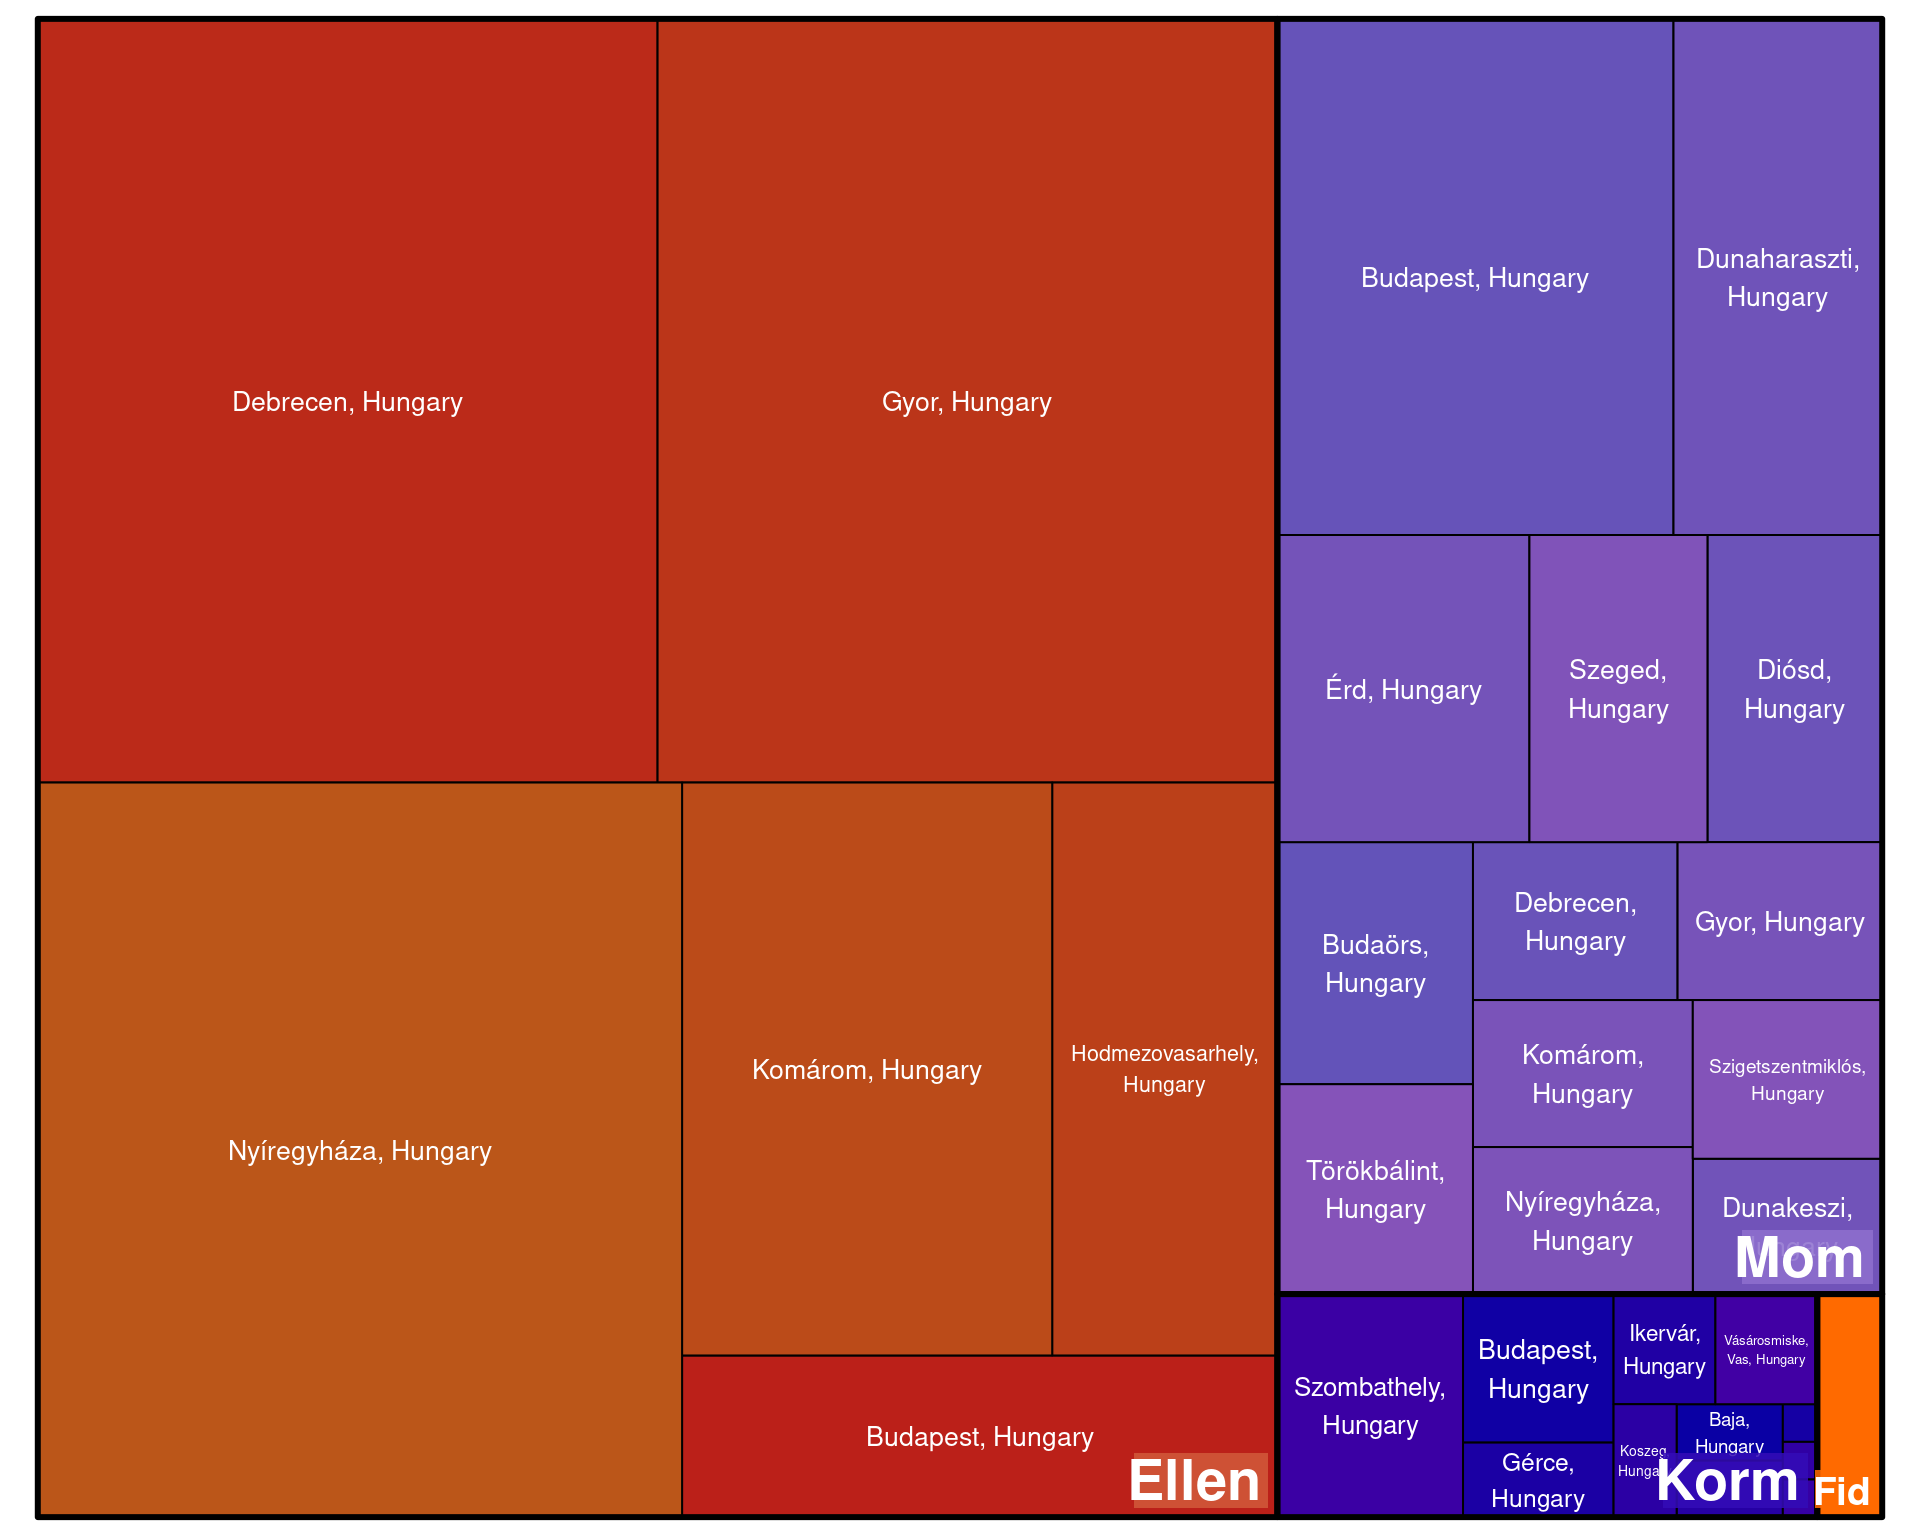 Debrecen, Hungary
Gyor, Hungary
Nyíregyháza, Hungary
Komárom, Hungary
Hodmezovasarhely,
Hungary
Budapest, Hungary
Ellen
Budapest, Hungary
Dunaharaszti,
Hungary
Érd, Hungary
Szeged,
Hungary
Diósd,
Hungary
Budaörs,
Hungary
Debrecen,
Hungary
Gyor, Hungary
Törökbálint,
Hungary
Komárom,
Hungary
Szigetszentmiklós,
Hungary
Nyíregyháza,
Hungary
Dunakeszi,
Mom
Szombathely,
Hungary
Budapest,
Hungary
Gérce,
Hungary
Ikervár,
Hungary
Vásárosmiske,
Vas, Hungary
Koszeg
Baja,
Hungary
Korm
Fid